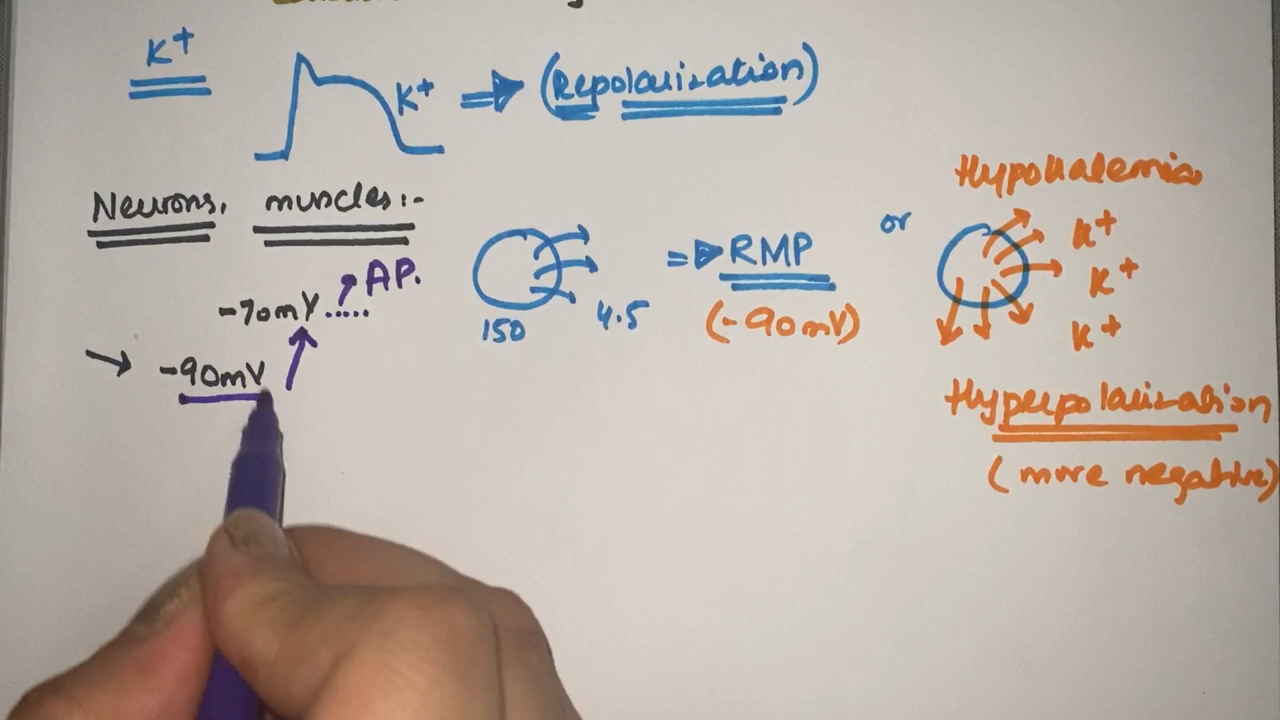 K+
K+ ⇒ (Repolarization)
Hypokalemia
Neurons, muscles:-
or
K+
AP.
⇒ RMP
K+
-70mV.....
150
4.5
(-90mV)
K+
→ -90mV
Hyperpolarization
(more negative)